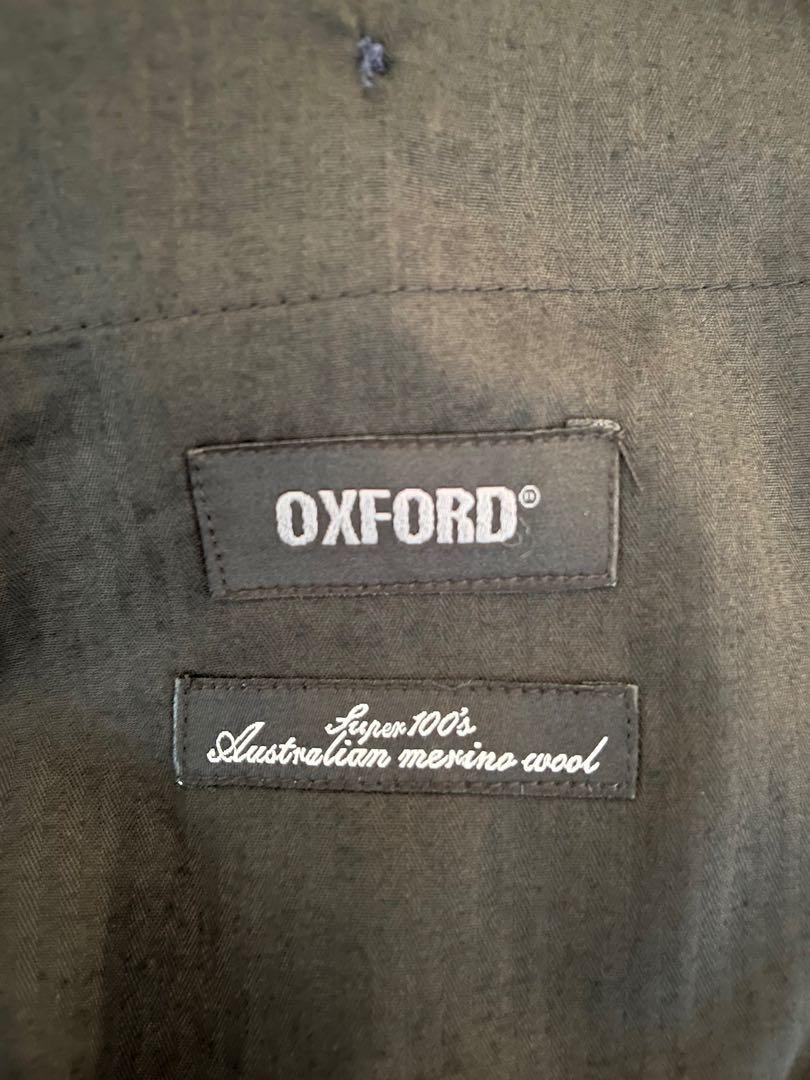 OXFORD®
Super 100's
Australian merino wool